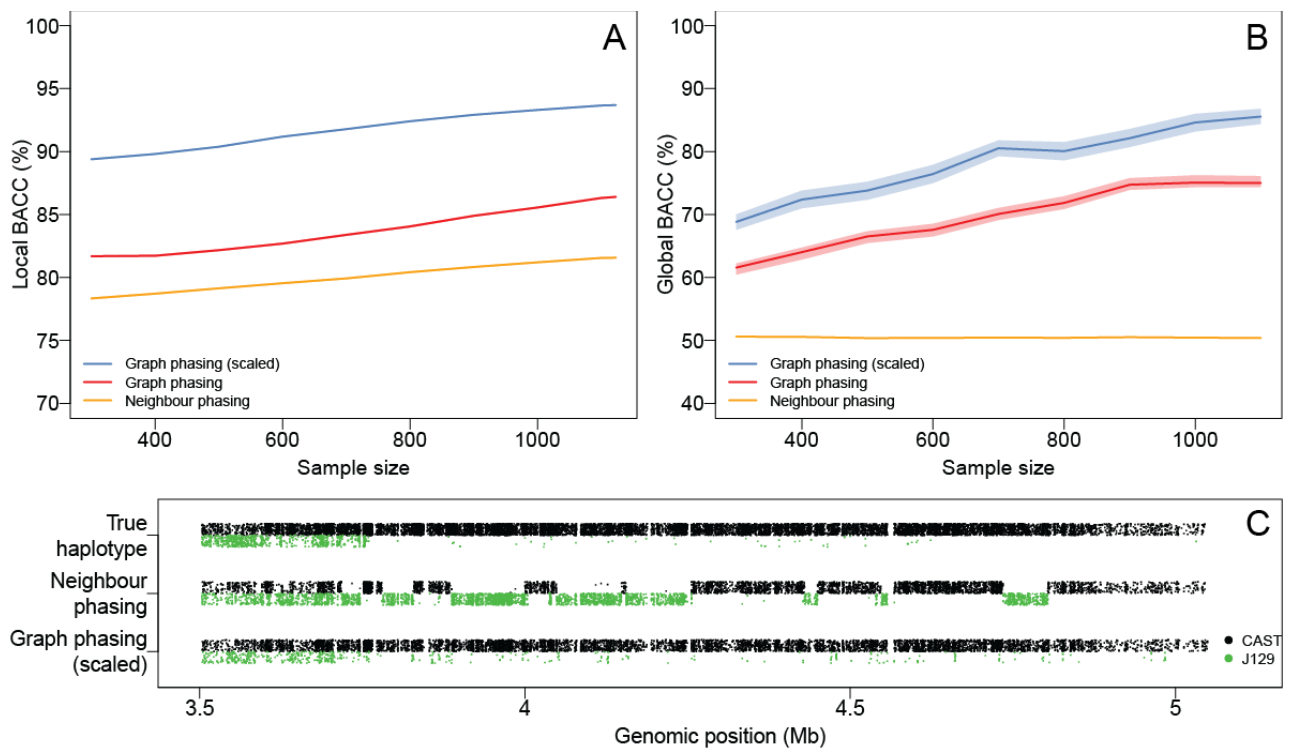 A
100
95
90
85
80
75
70
Local BACC (%)
Graph phasing (scaled)
Graph phasing
Neighbour phasing
400
600
800
1000
Sample size
B
100
90
80
70
60
50
40
Global BACC (%)
Graph phasing (scaled)
Graph phasing
Neighbour phasing
400
600
800
1000
Sample size
C
True
haplotype
Neighbour
phasing
Graph phasing
(scaled)
CAST
J129
3.5
4
4.5
5
Genomic position (Mb)